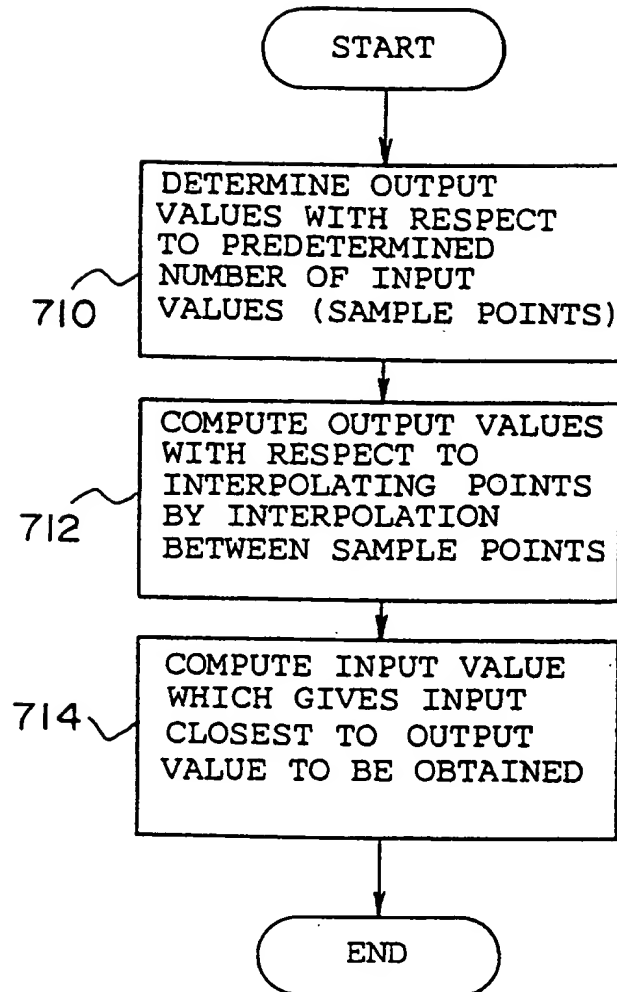 START
DETERMINE OUTPUT
VALUES WITH RESPECT
TO PREDETERMINED
NUMBER OF INPUT
VALUES (SAMPLE POINTS)
710
COMPUTE OUTPUT VALUES
WITH RESPECT TO
INTERPOLATING POINTS
BY INTERPOLATION
BETWEEN SAMPLE POINTS
712
COMPUTE INPUT VALUE
WHICH GIVES INPUT
CLOSEST TO OUTPUT
VALUE TO BE OBTAINED
714
END